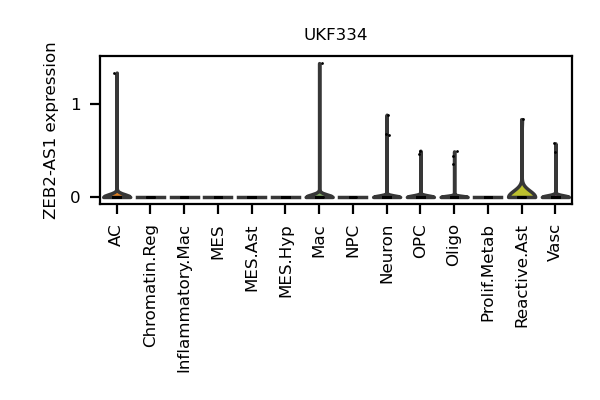 UKF334
ZEB2-AS1 expression
1
0
AC
Chromatin.Reg
Inflammatory.Mac
MES
MES.Ast
MES.Hyp
Mac
NPC
Neuron
OPC
Oligo
Prolif.Metab
Reactive.Ast
Vasc